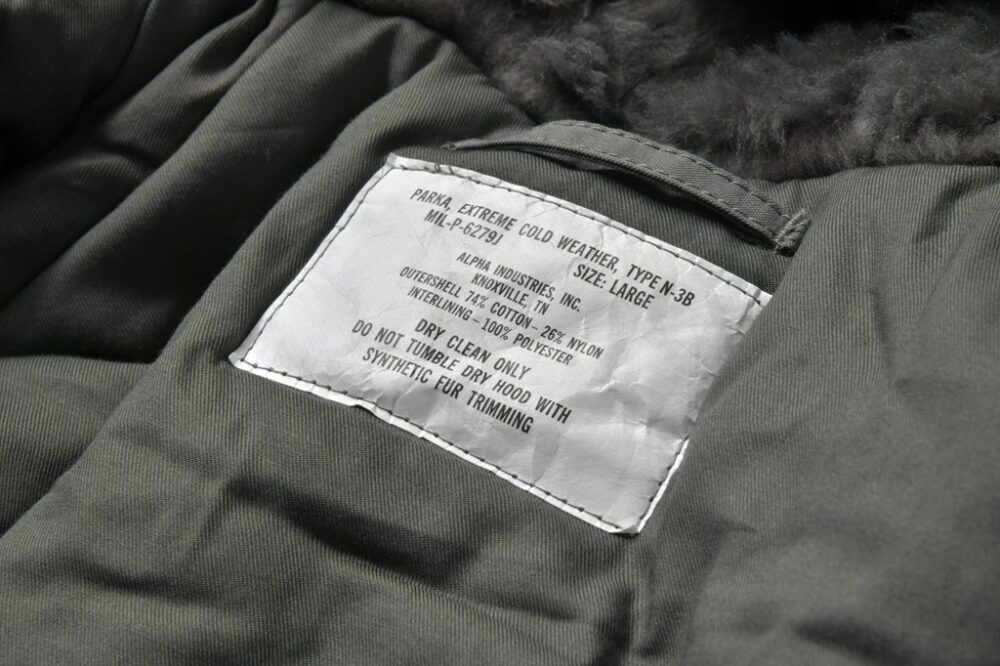 PARKA, EXTREME COLD WEATHER, TYPE N-3B
MIL-P-6279J SIZE: LARGE
ALPHA INDUSTRIES, INC.
KNOXVILLE, TN
OUTERSHELL 74% COTTON – 26% NYLON
INTERLINING – 100% POLYESTER
DRY CLEAN ONLY
DO NOT TUMBLE DRY HOOD WITH
SYNTHETIC FUR TRIMMING